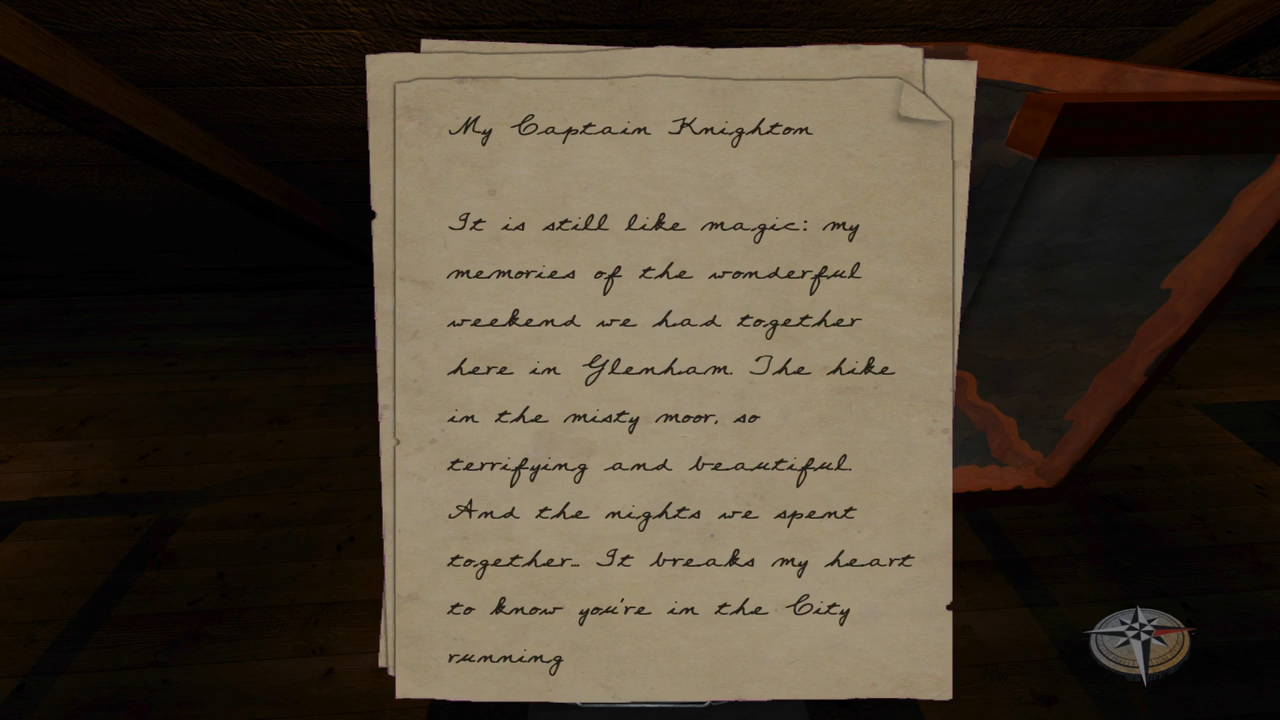 My Captain Knighton
It is still like magic: my
memories of the wonderful
weekend we had together
here in Glenham. The hike
in the misty moor, so
terrifying and beautiful.
And the nights we spent
together... It breaks my heart
to know you're in the City
running